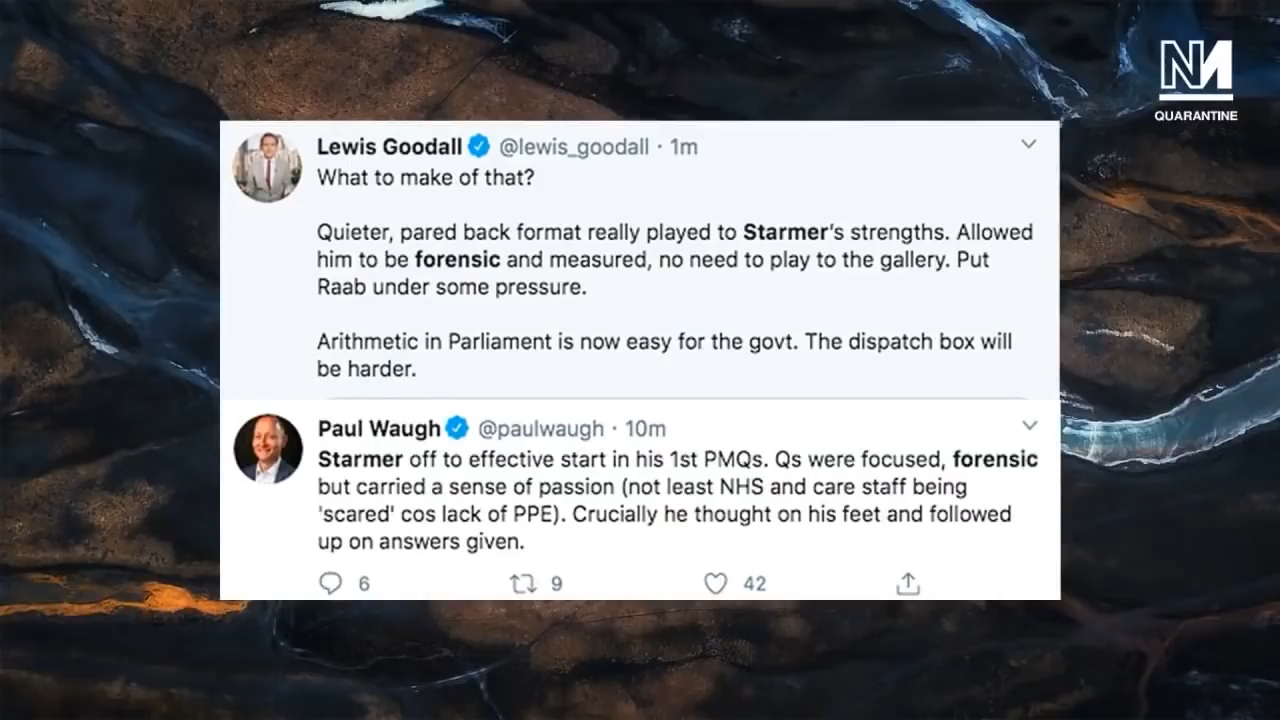 NM
QUARANTINE
Lewis Goodall @lewis_goodall · 1m
What to make of that?
Quieter, pared back format really played to Starmer's strengths. Allowed
him to be forensic and measured, no need to play to the gallery. Put
Raab under some pressure.
Arithmetic in Parliament is now easy for the govt. The dispatch box will
be harder.
Paul Waugh @paulwaugh · 10m
Starmer off to effective start in his 1st PMQs. Qs were focused, forensic
but carried a sense of passion (not least NHS and care staff being
'scared' cos lack of PPE). Crucially he thought on his feet and followed
up on answers given.
6 9 42